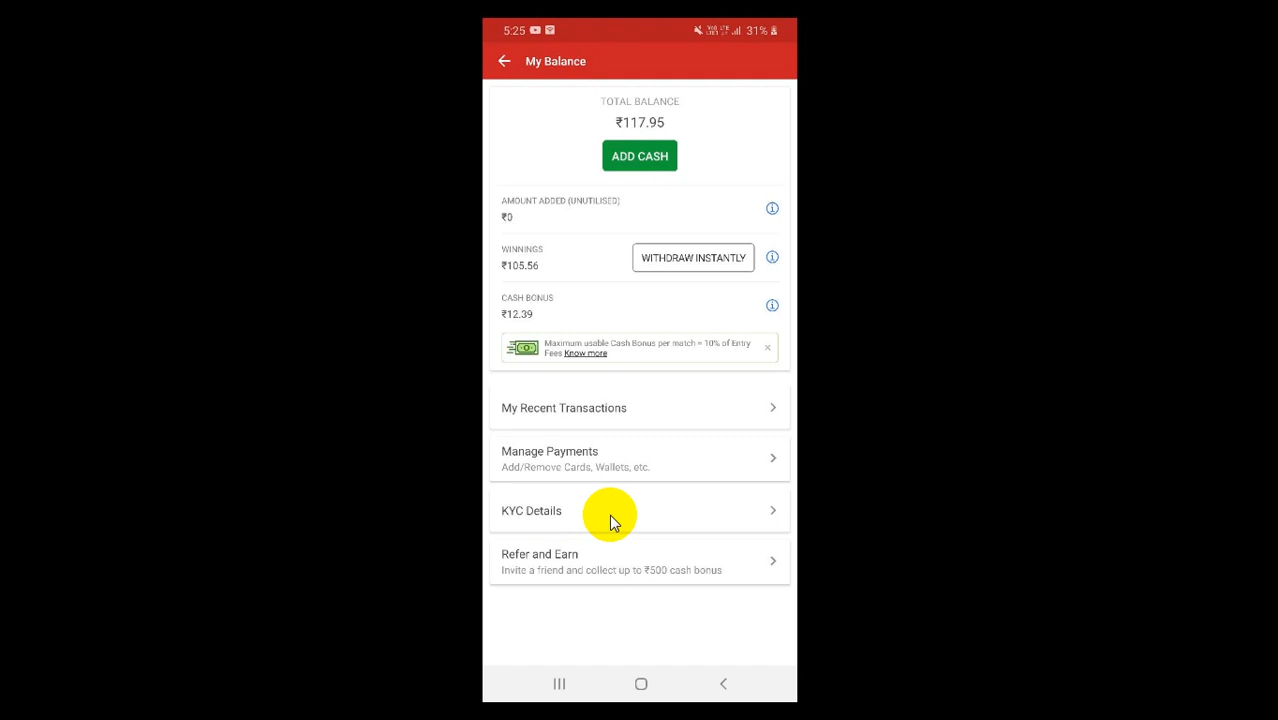 5:25
Vo) LTE
LTE1
31%
My Balance
TOTAL BALANCE
₹117.95
ADD CASH
AMOUNT ADDED (UNUTILISED)
₹0
WINNINGS
₹105.56
WITHDRAW INSTANTLY
CASH BONUS
₹12.39
Maximum usable Cash Bonus per match = 10% of Entry
Fees Know more
My Recent Transactions
Manage Payments
Add/Remove Cards, Wallets, etc.
KYC Details
Refer and Earn
Invite a friend and collect up to ₹500 cash bonus